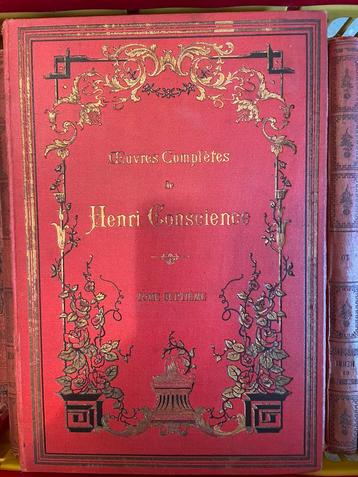 Œuvres Complètes
de
Henri Conscience